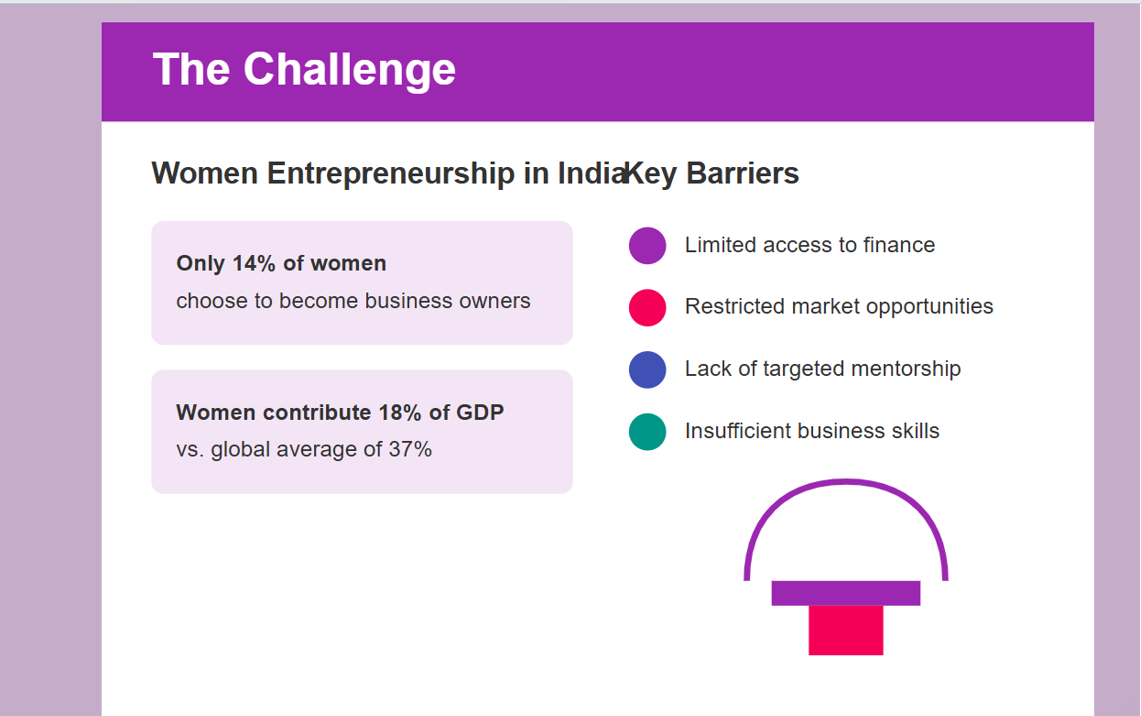 The Challenge
Women Entrepreneurship in India
Only 14% of women
choose to become business owners
Women contribute 18% of GDP
vs. global average of 37%
Key Barriers
Limited access to finance
Restricted market opportunities
Lack of targeted mentorship
Insufficient business skills